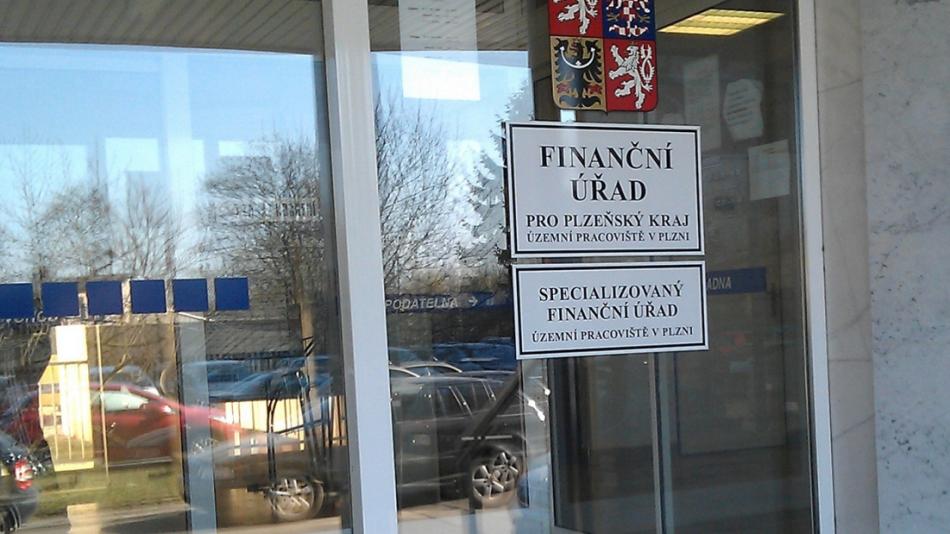 FINANČNÍ
ÚŘAD
PRO PLZEŇSKÝ KRAJ
ÚZEMNÍ PRACOVIŠTĚ V PLZNI
SPECIALIZOVANÝ
FINANČNÍ ÚŘAD
ÚZEMNÍ PRACOVIŠTĚ V PLZNI
PODATELNA →